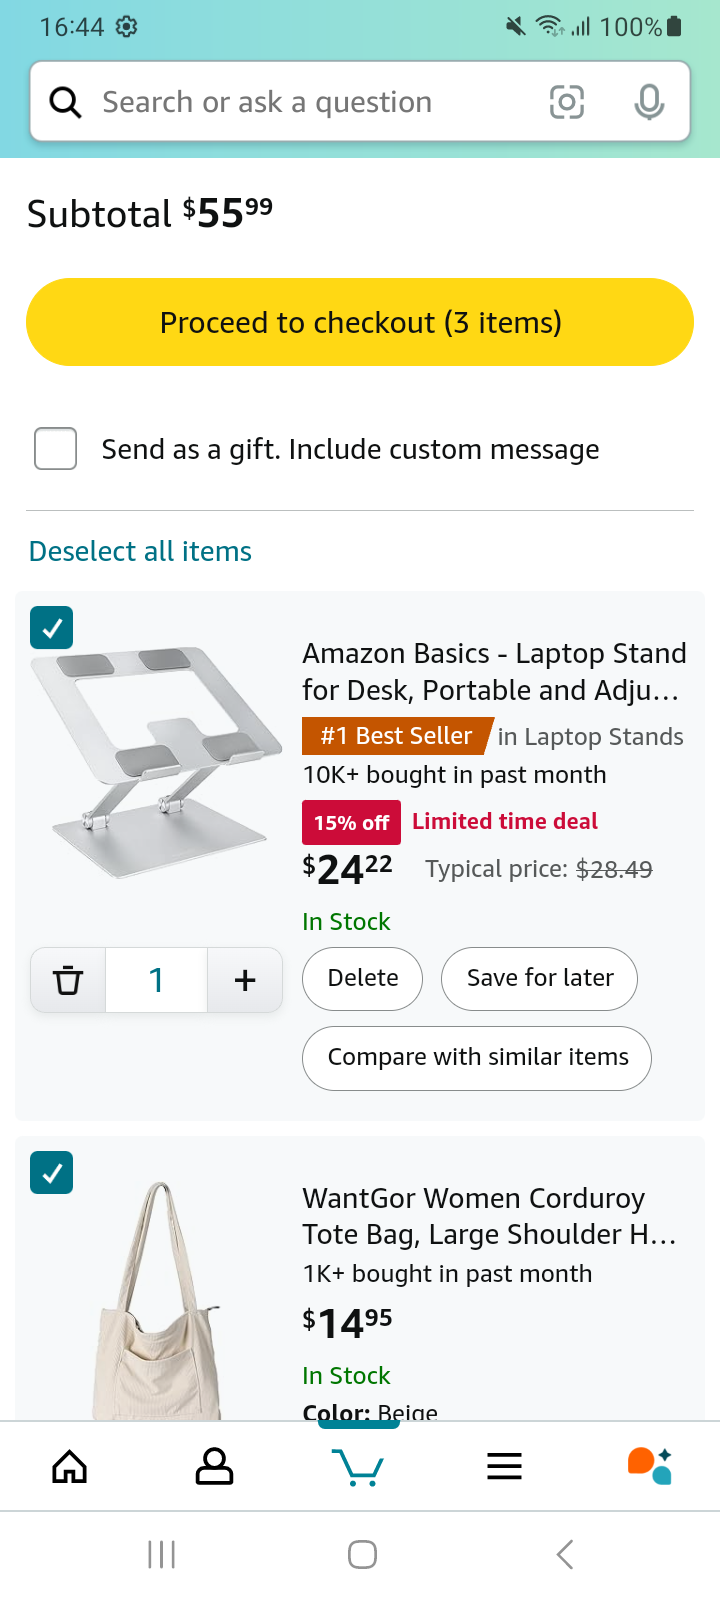 16:44
100%
Search or ask a question
Subtotal $55.99
Proceed to checkout (3 items)
Send as a gift. Include custom message
Deselect all items
Amazon Basics - Laptop Stand
for Desk, Portable and Adju...
#1 Best Seller in Laptop Stands
10K+ bought in past month
15% off Limited time deal
$24.22 Typical price: $28.49
In Stock
1 +
Delete
Save for later
Compare with similar items
WantGor Women Corduroy
Tote Bag, Large Shoulder H...
1K+ bought in past month
$14.95
In Stock
Color: Beige